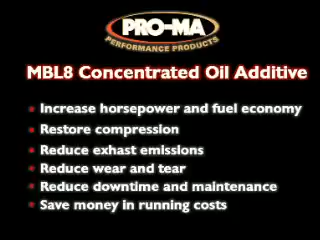 PRO-MA
PERFORMANCE PRODUCTS
MBL8 Concentrated Oil Additive
Increase horsepower and fuel economy
Restore compression
Reduce exhast emissions
Reduce wear and tear
Reduce downtime and maintenance
Save money in running costs